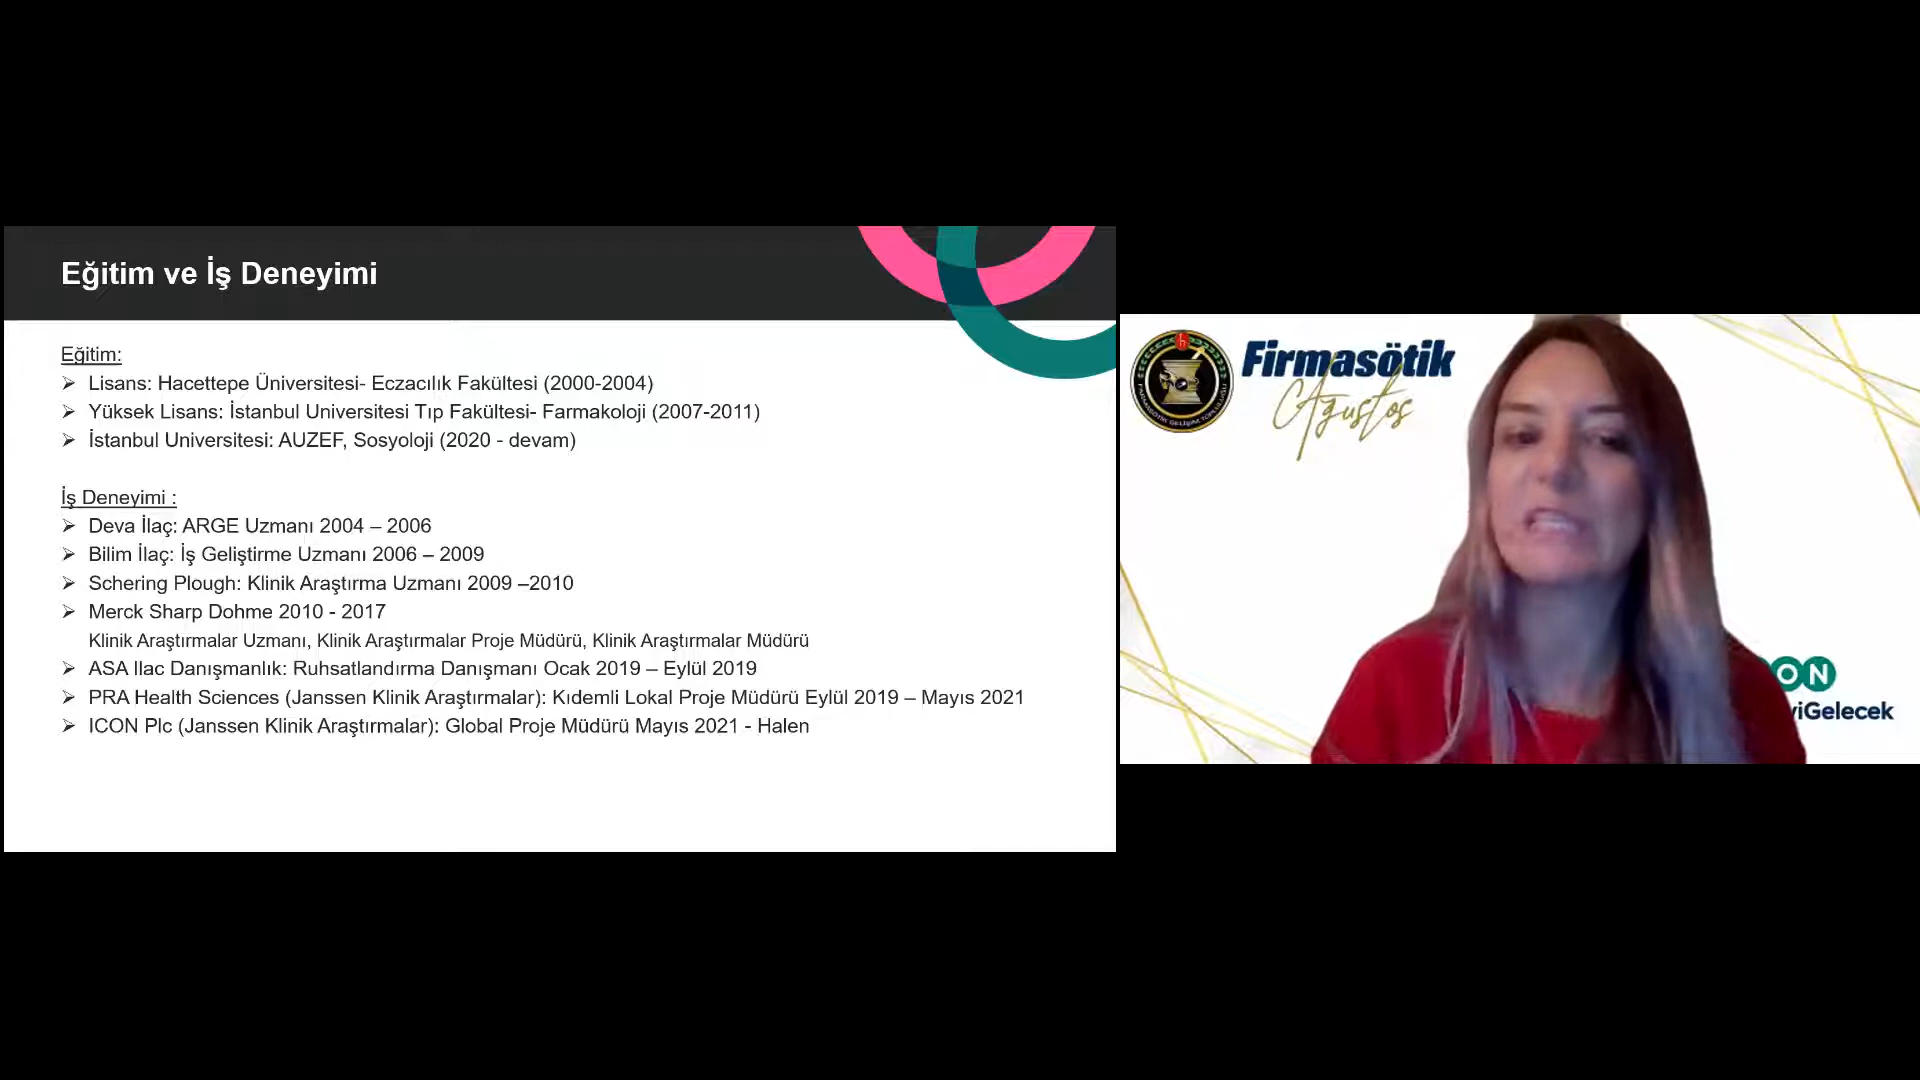 Eğitim ve İş Deneyimi
Eğitim:
➢ Lisans: Hacettepe Üniversitesi- Eczacılık Fakültesi (2000-2004)
➢ Yüksek Lisans: İstanbul Universitesi Tıp Fakültesi- Farmakoloji (2007-2011)
➢ İstanbul Universitesi: AUZEF, Sosyoloji (2020 - devam)
İş Deneyimi :
➢ Deva İlaç: ARGE Uzmanı 2004 – 2006
➢ Bilim İlaç: İş Geliştirme Uzmanı 2006 – 2009
➢ Schering Plough: Klinik Araştırma Uzmanı 2009 –2010
➢ Merck Sharp Dohme 2010 - 2017
Klinik Araştırmalar Uzmanı, Klinik Araştırmalar Proje Müdürü, Klinik Araştırmalar Müdürü
➢ ASA Ilac Danışmanlık: Ruhsatlandırma Danışmanı Ocak 2019 – Eylül 2019
➢ PRA Health Sciences (Janssen Klinik Araştırmalar): Kıdemli Lokal Proje Müdürü Eylül 2019 – Mayıs 2021
➢ ICON Plc (Janssen Klinik Araştırmalar): Global Proje Müdürü Mayıs 2021 - Halen
Firmasötik
Ağustos
ON
yiGelecek